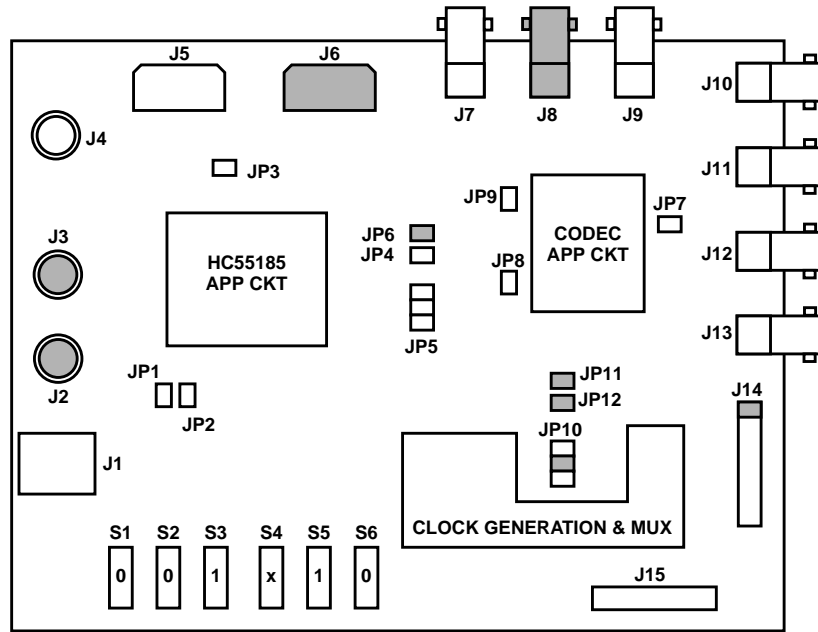 J5
J6
J7
J8
J9
J10
J4
JP3
J11
JP9
JP7
J3
JP6
JP4
HC55185
APP CKT
CODEC
APP CKT
J12
JP8
JP5
J13
J2
JP1
JP2
JP11
JP12
J14
JP10
J1
CLOCK GENERATION & MUX
S1 S2 S3 S4 S5 S6
0 0 1 x 1 0
J15